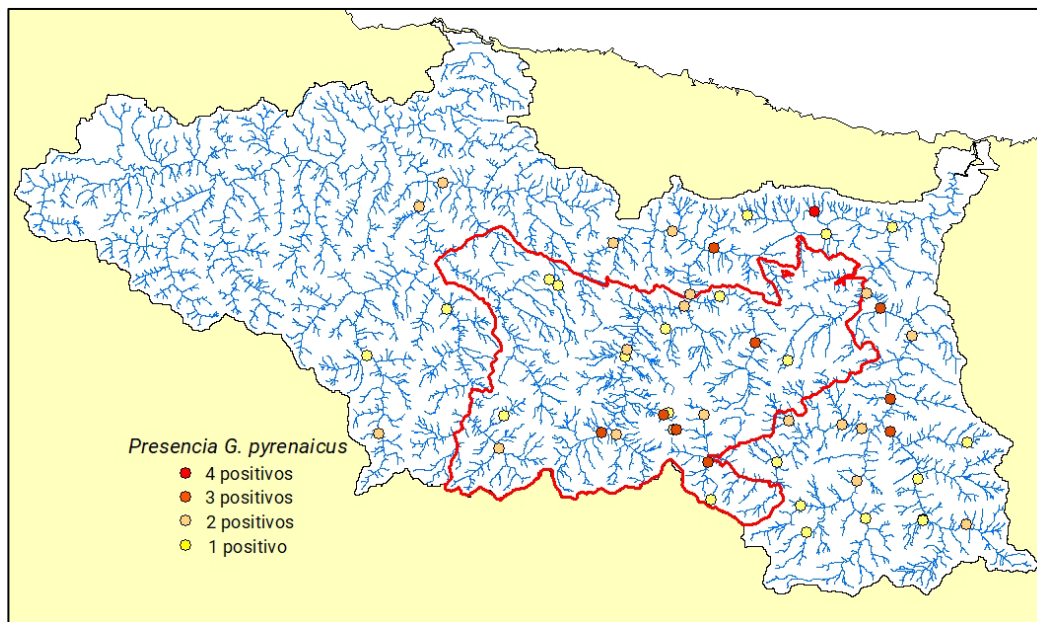 Presencia G. pyrenaicus
4 positivos
3 positivos
2 positivos
1 positivo